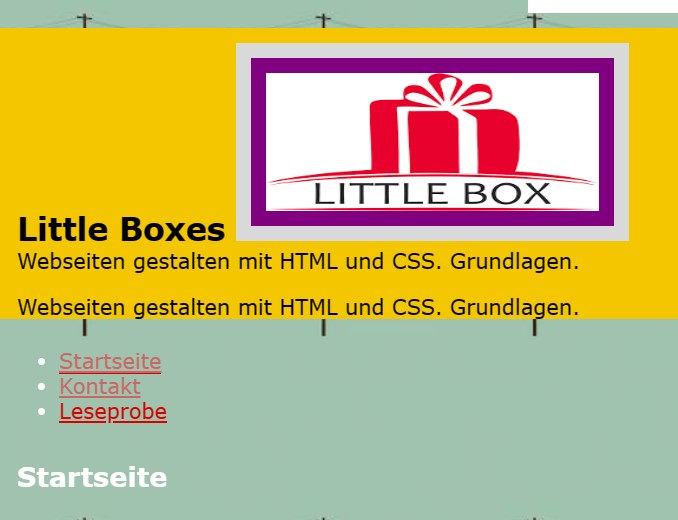 LITTLE BOX
Little Boxes
Webseiten gestalten mit HTML und CSS. Grundlagen.
Webseiten gestalten mit HTML und CSS. Grundlagen.
Startseite
Kontakt
Leseprobe
Startseite